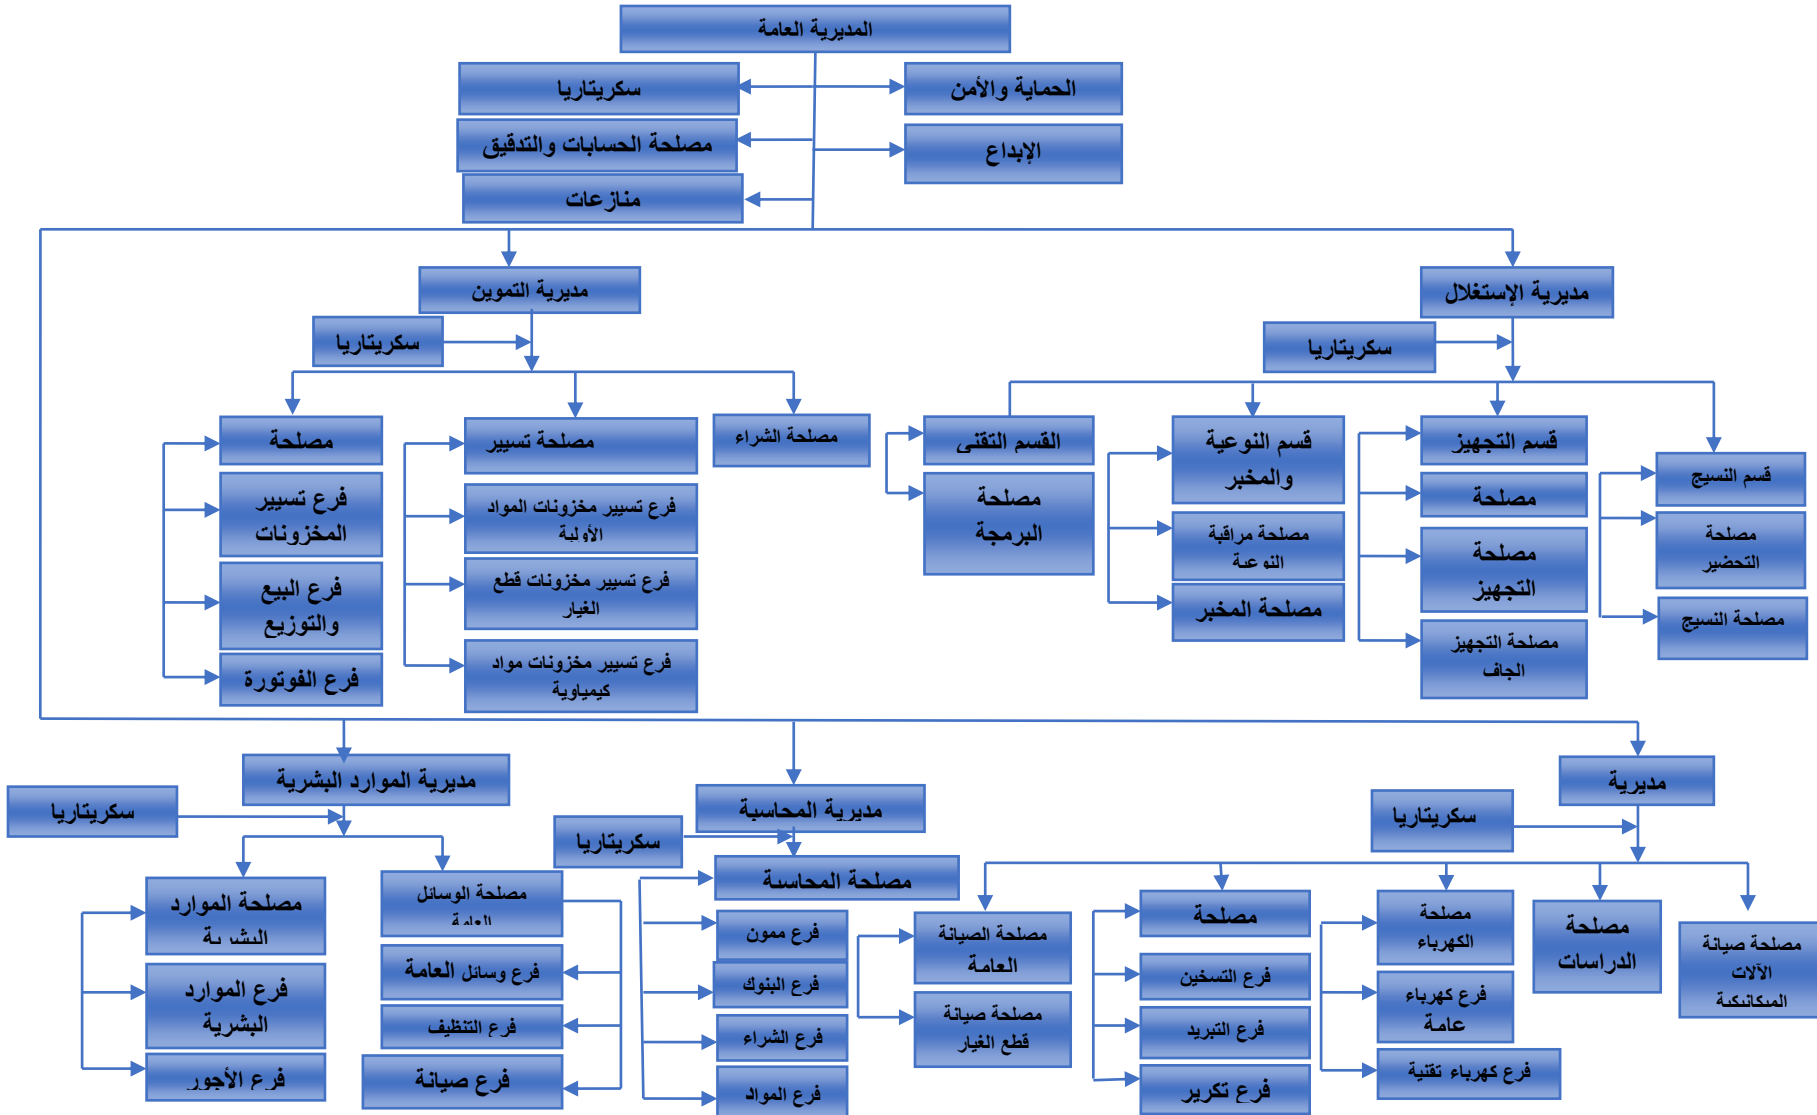 المديرية العامة
الحماية والأمن
سكريتاريا
الإبداع
مصلحة الحسابات والتدقيق
منازعات
مديرية الإستغلال
سكريتاريا
قسم النسيج
مصلحة
التحضير
مصلحة النسيج
قسم التجهيز
مصلحة
مصلحة
التجهيز
مصلحة التجهيز
الجاف
قسم النوعية
والمخبر
مصلحة مراقبة
النوعية
مصلحة المخبر
القسم التقني
مصلحة
البرمجة
مديرية التموين
سكريتاريا
مصلحة الشراء
مصلحة تسيير
فرع تسيير مخزونات المواد
الأولية
فرع تسيير مخزونات قطع
الغيار
فرع تسيير مخزونات مواد
كيمياوية
مصلحة
فرع تسيير
المخزونات
فرع البيع
والتوزيع
فرع الفوتورة
مديرية
سكريتاريا
مصلحة صيانة
الآلات
الميكانيكية
مصلحة
الدراسات
مصلحة
الكهرباء
فرع كهرباء
عامة
فرع كهرباء تقنية
مصلحة
فرع التسخين
فرع التبريد
فرع تكرير
مصلحة الصيانة
العامة
مصلحة صيانة
قطع الغيار
مديرية المحاسبة
سكريتاريا
مصلحة المحاسبة
فرع ممون
فرع البنوك
فرع الشراء
فرع المواد
مديرية الموارد البشرية
سكريتاريا
مصلحة الوسائل
العامة
فرع وسائل العامة
فرع التنظيف
فرع صيانة
مصلحة الموارد
البشرية
فرع الموارد
البشرية
فرع الأجور